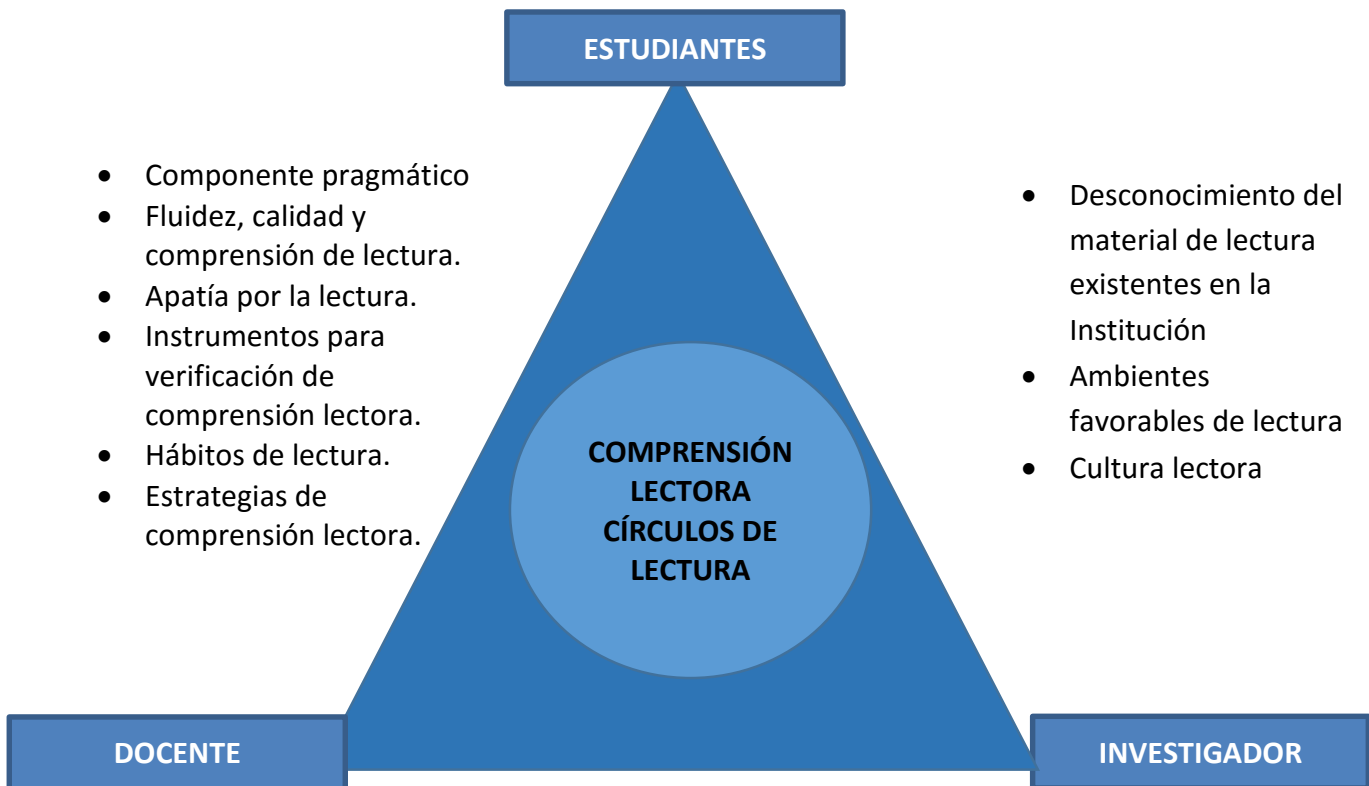 ESTUDIANTES
• Componente pragmático
• Fluidez, calidad y
comprensión de lectura.
• Apatía por la lectura.
• Instrumentos para
verificación de
comprensión lectora.
• Hábitos de lectura.
• Estrategias de
comprensión lectora.
• Desconocimiento del
material de lectura
existentes en la
Institución
• Ambientes
favorables de lectura
• Cultura lectora
COMPRENSIÓN
LECTORA
CÍRCULOS DE
LECTURA
DOCENTE
INVESTIGADOR